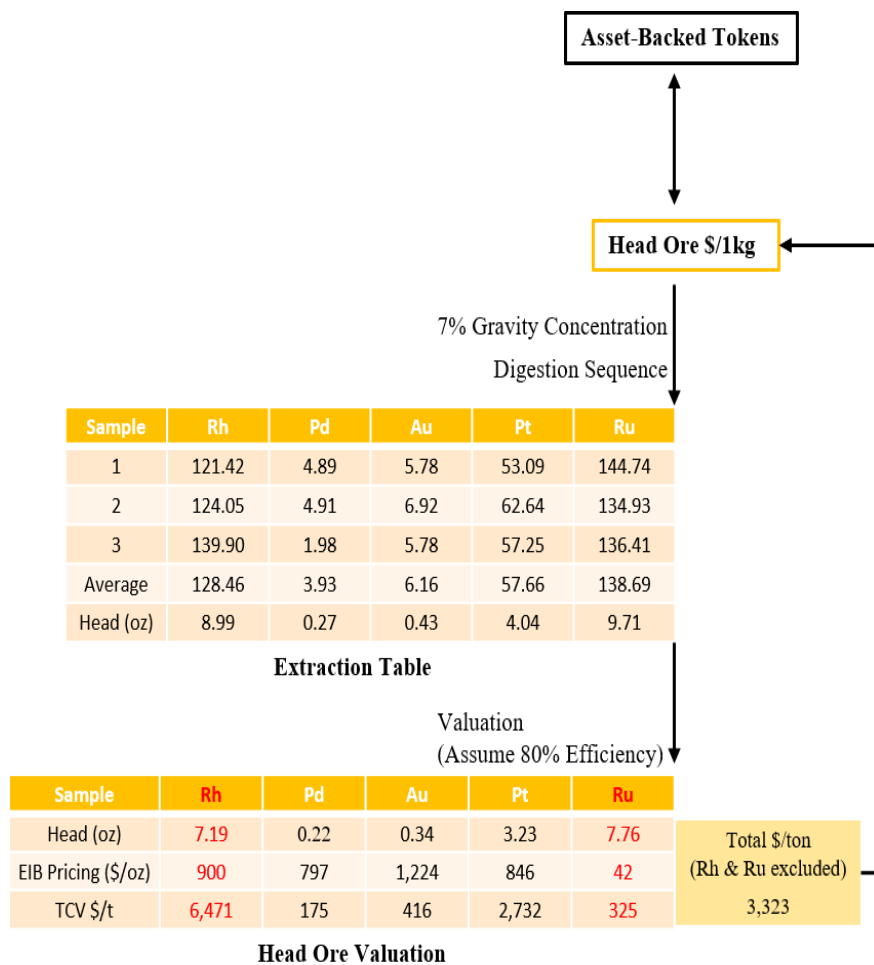 Asset-Backed Tokens
Head Ore $/1kg
7% Gravity Concentration
Digestion Sequence
Sample Rh Pd Au Pt Ru
1 121.42 4.89 5.78 53.09 144.74
2 124.05 4.91 6.92 62.64 134.93
3 139.90 1.98 5.78 57.25 136.41
Average 128.46 3.93 6.16 57.66 138.69
Head (oz) 8.99 0.27 0.43 4.04 9.71
Extraction Table
Valuation
(Assume 80% Efficiency)
Sample Rh Pd Au Pt Ru
Head (oz) 7.19 0.22 0.34 3.23 7.76
EIB Pricing ($/oz) 900 797 1,224 846 42
TCV $/t 6,471 175 416 2,732 325
Total $/ton
(Rh & Ru excluded)
3,323
Head Ore Valuation